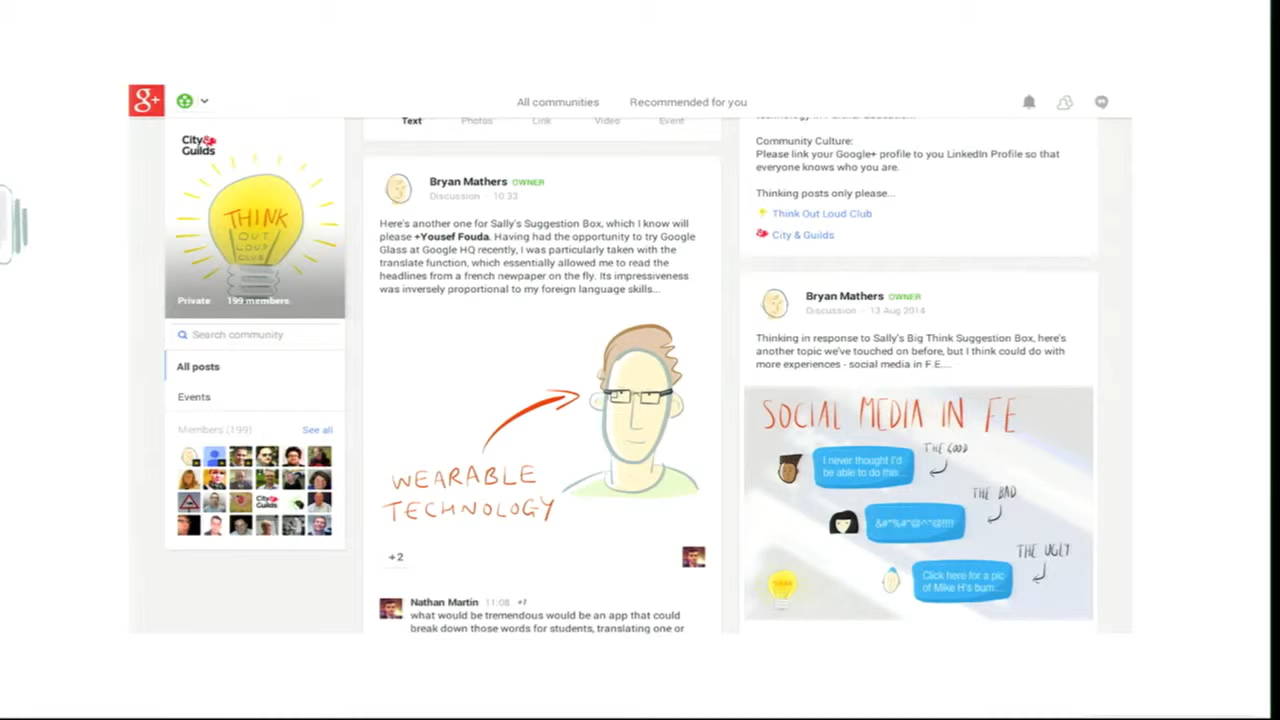 g+
All communities
Recommended for you
City&
Guilds
THINK
OUT
LOUD
CLUB
Private 199 members
Search community
All posts
Events
Members (199) See all
City&
Guilds
Text Photos Link Video Event
Bryan Mathers OWNER
Discussion - 10:33
Here's another one for Sally's Suggestion Box, which I know will
please +Yousef Fouda. Having had the opportunity to try Google
Glass at Google HQ recently, I was particularly taken with the
translate function, which essentially allowed me to read the
headlines from a french newspaper on the fly. Its impressiveness
was inversely proportional to my foreign language skills...
WEARABLE
TECHNOLOGY
+2
Nathan Martin 11:08 +1
what would be tremendous would be an app that could
break down those words for students, translating one or
Community Culture:
Please link your Google+ profile to you LinkedIn Profile so that
everyone knows who you are.
Thinking posts only please...
Think Out Loud Club
City & Guilds
Bryan Mathers OWNER
Discussion - 13 Aug 2014
Thinking in response to Sally's Big Think Suggestion Box, here's
another topic we've touched on before, but I think could do with
more experiences - social media in F.E....
SOCIAL MEDIA IN FE
THE GOOD
I never thought I'd
be able to do this...
THE BAD
THE UGLY
Click here for a pic
of Mike H's bum...
THINK